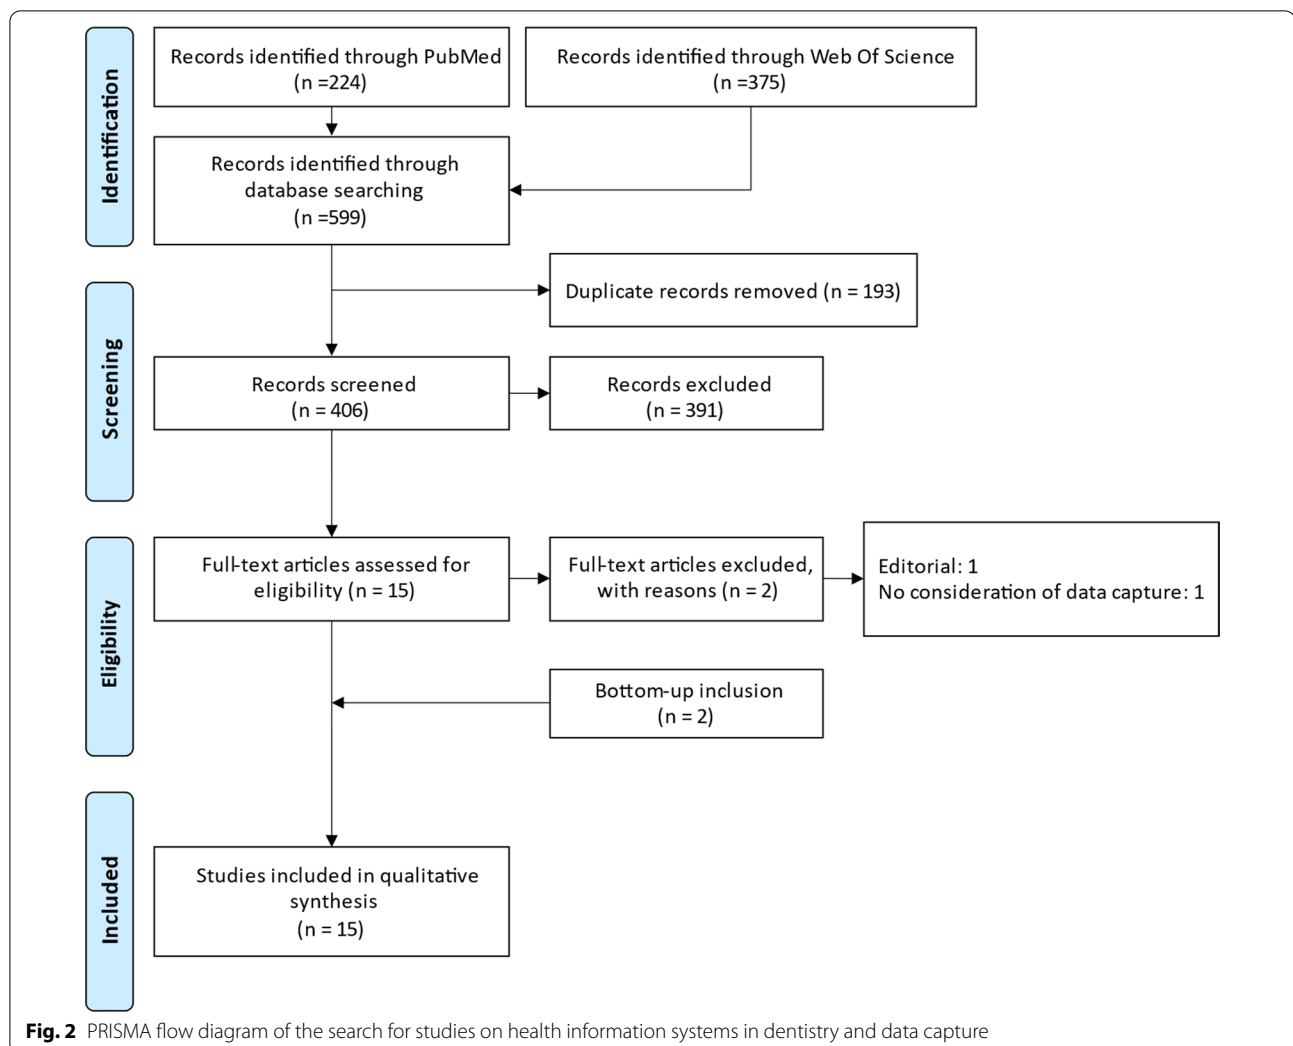 Identification
Records identified through PubMed
(n =224)
Records identified through Web Of Science
(n =375)
Records identified through
database searching
(n =599)
Screening
Duplicate records removed (n = 193)
Records screened
(n = 406)
Records excluded
(n = 391)
Eligibility
Full-text articles assessed for
eligibility (n = 15)
Full-text articles excluded,
with reasons (n = 2)
Editorial: 1
No consideration of data capture: 1
Bottom-up inclusion
(n = 2)
Included
Studies included in qualitative
synthesis
(n = 15)
Fig. 2 PRISMA flow diagram of the search for studies on health information systems in dentistry and data capture